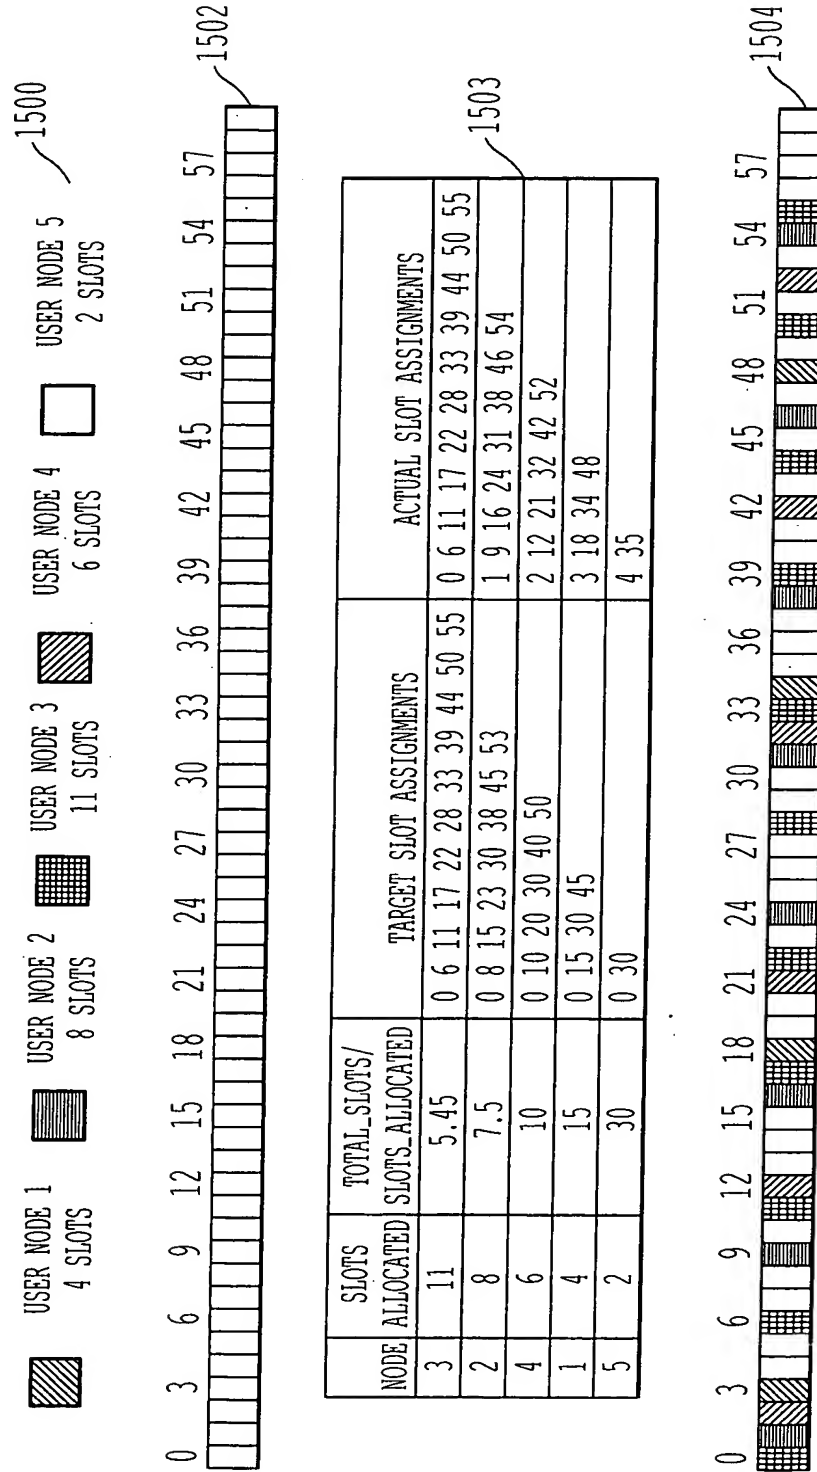 USER NODE 1 USER NODE 2 USER NODE 3 USER NODE 4 USER NODE 5
4 SLOTS 8 SLOTS 11 SLOTS 6 SLOTS 2 SLOTS
1500
0 3 6 9 12 15 18 21 24 27 30 33 36 39 42 45 48 51 54 57
1502
NODE SLOTS ALLOCATED TOTAL_SLOTS/SLOTS_ALLOCATED TARGET SLOT ASSIGNMENTS ACTUAL SLOT ASSIGNMENTS
3 11 5.45 0 6 11 17 22 28 33 39 44 50 55 0 6 11 17 22 28 33 39 44 50 55
2 8 7.5 0 8 15 23 30 38 45 53 1 9 16 24 31 38 46 54
4 6 10 0 10 20 30 40 50 2 12 21 32 42 52
1 4 15 0 15 30 45 3 18 34 48
5 2 30 0 30 4 35
1503
0 3 6 9 12 15 18 21 24 27 30 33 36 39 42 45 48 51 54 57
1504